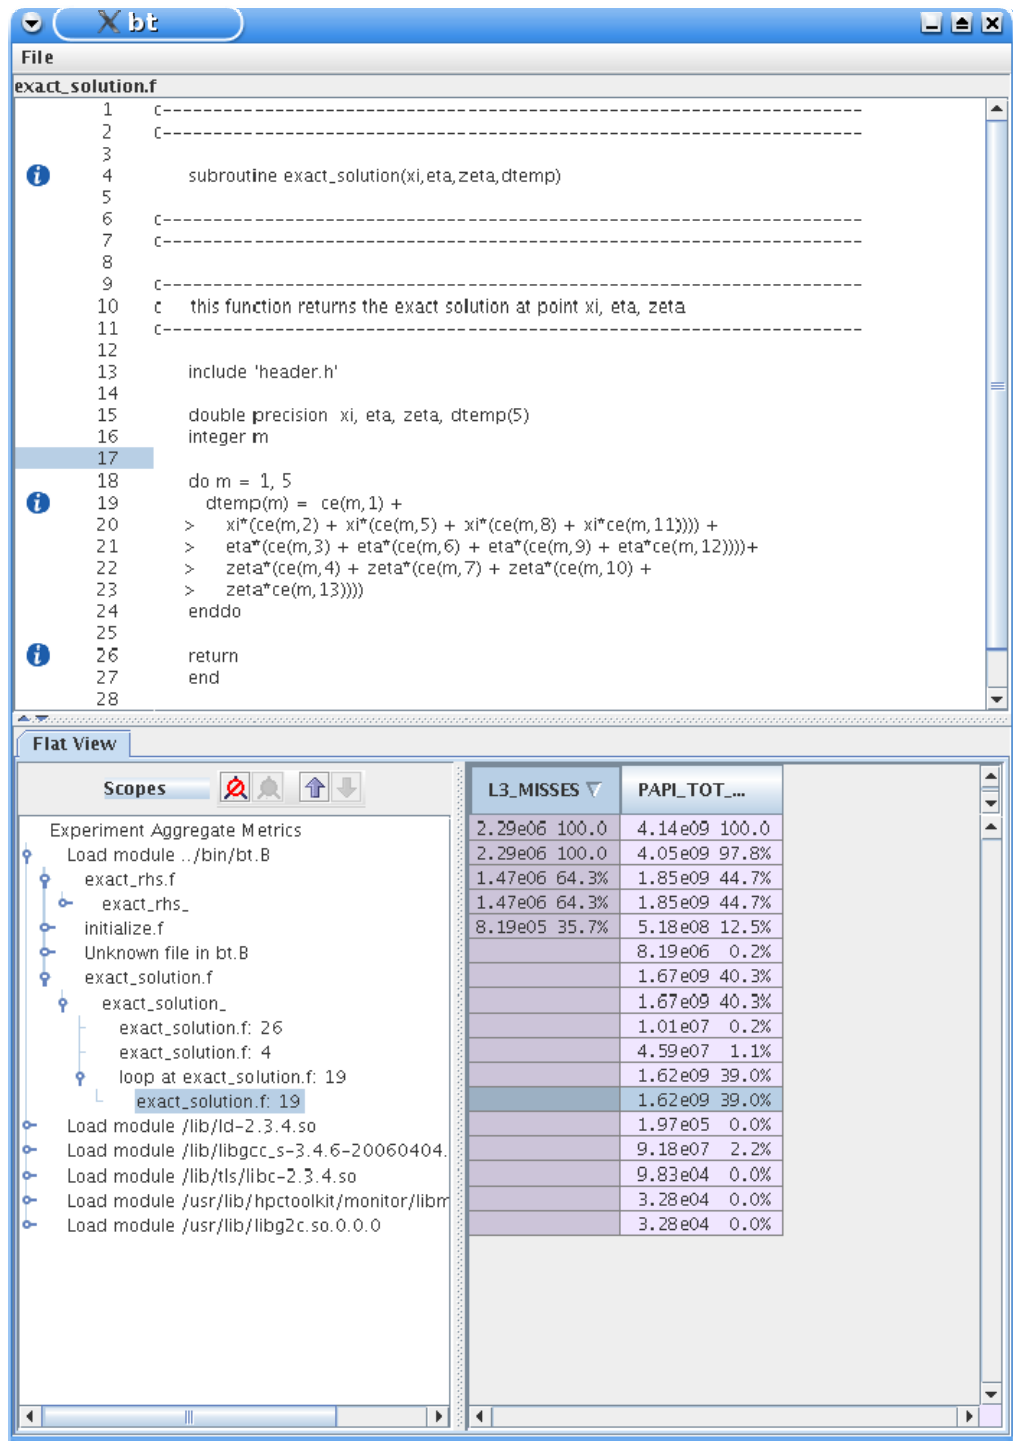 bt
File
exact_solution.f
1 c---------------------------------------------------------------------
2 c---------------------------------------------------------------------
3
4 subroutine exact_solution(xi,eta,zeta,dtemp)
5
6 c---------------------------------------------------------------------
7 c---------------------------------------------------------------------
8
9 c---------------------------------------------------------------------
10 c this function returns the exact solution at point xi, eta, zeta
11 c---------------------------------------------------------------------
12
13 include 'header.h'
14
15 double precision xi, eta, zeta, dtemp(5)
16 integer m
17
18 do m = 1, 5
19 dtemp(m) = ce(m,1) +
20 > xi*(ce(m,2) + xi*(ce(m,5) + xi*(ce(m,8) + xi*ce(m,11)))) +
21 > eta*(ce(m,3) + eta*(ce(m,6) + eta*(ce(m,9) + eta*ce(m,12))))+
22 > zeta*(ce(m,4) + zeta*(ce(m,7) + zeta*(ce(m,10) +
23 > zeta*ce(m,13))))
24 enddo
25
26 return
27 end
28
Flat View
Scopes L3_MISSES PAPI_TOT_...
Experiment Aggregate Metrics 2.29e06 100.0 4.14e09 100.0
Load module ../bin/bt.B 2.29e06 100.0 4.05e09 97.8%
exact_rhs.f 1.47e06 64.3% 1.85e09 44.7%
exact_rhs_ 1.47e06 64.3% 1.85e09 44.7%
initialize.f 8.19e05 35.7% 5.18e08 12.5%
Unknown file in bt.B 8.19e06 0.2%
exact_solution.f 1.67e09 40.3%
exact_solution_ 1.67e09 40.3%
exact_solution.f: 26 1.01e07 0.2%
exact_solution.f: 4 4.59e07 1.1%
loop at exact_solution.f: 19 1.62e09 39.0%
exact_solution.f: 19 1.62e09 39.0%
Load module /lib/ld-2.3.4.so 1.97e05 0.0%
Load module /lib/libgcc_s-3.4.6-20060404. 9.18e07 2.2%
Load module /lib/tls/libc-2.3.4.so 9.83e04 0.0%
Load module /usr/lib/hpctoolkit/monitor/libm 3.28e04 0.0%
Load module /usr/lib/libg2c.so.0.0.0 3.28e04 0.0%